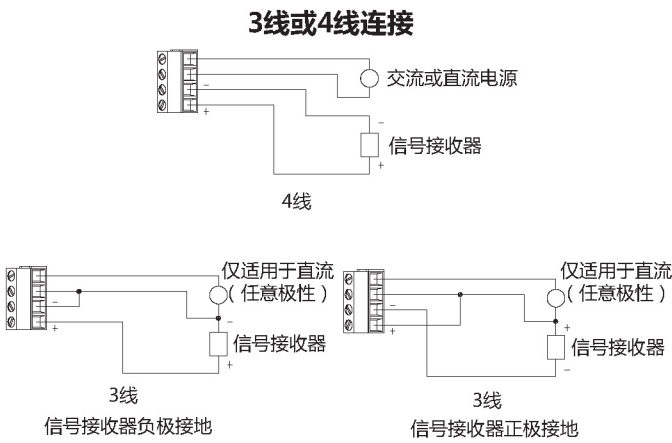 3线或4线连接
交流或直流电源
−
+
−
信号接收器
+
4线
仅适用于直流
（任意极性）
−
+
−
信号接收器
+
3线
信号接收器负极接地
仅适用于直流
（任意极性）
−
+
+
信号接收器
−
3线
信号接收器正极接地